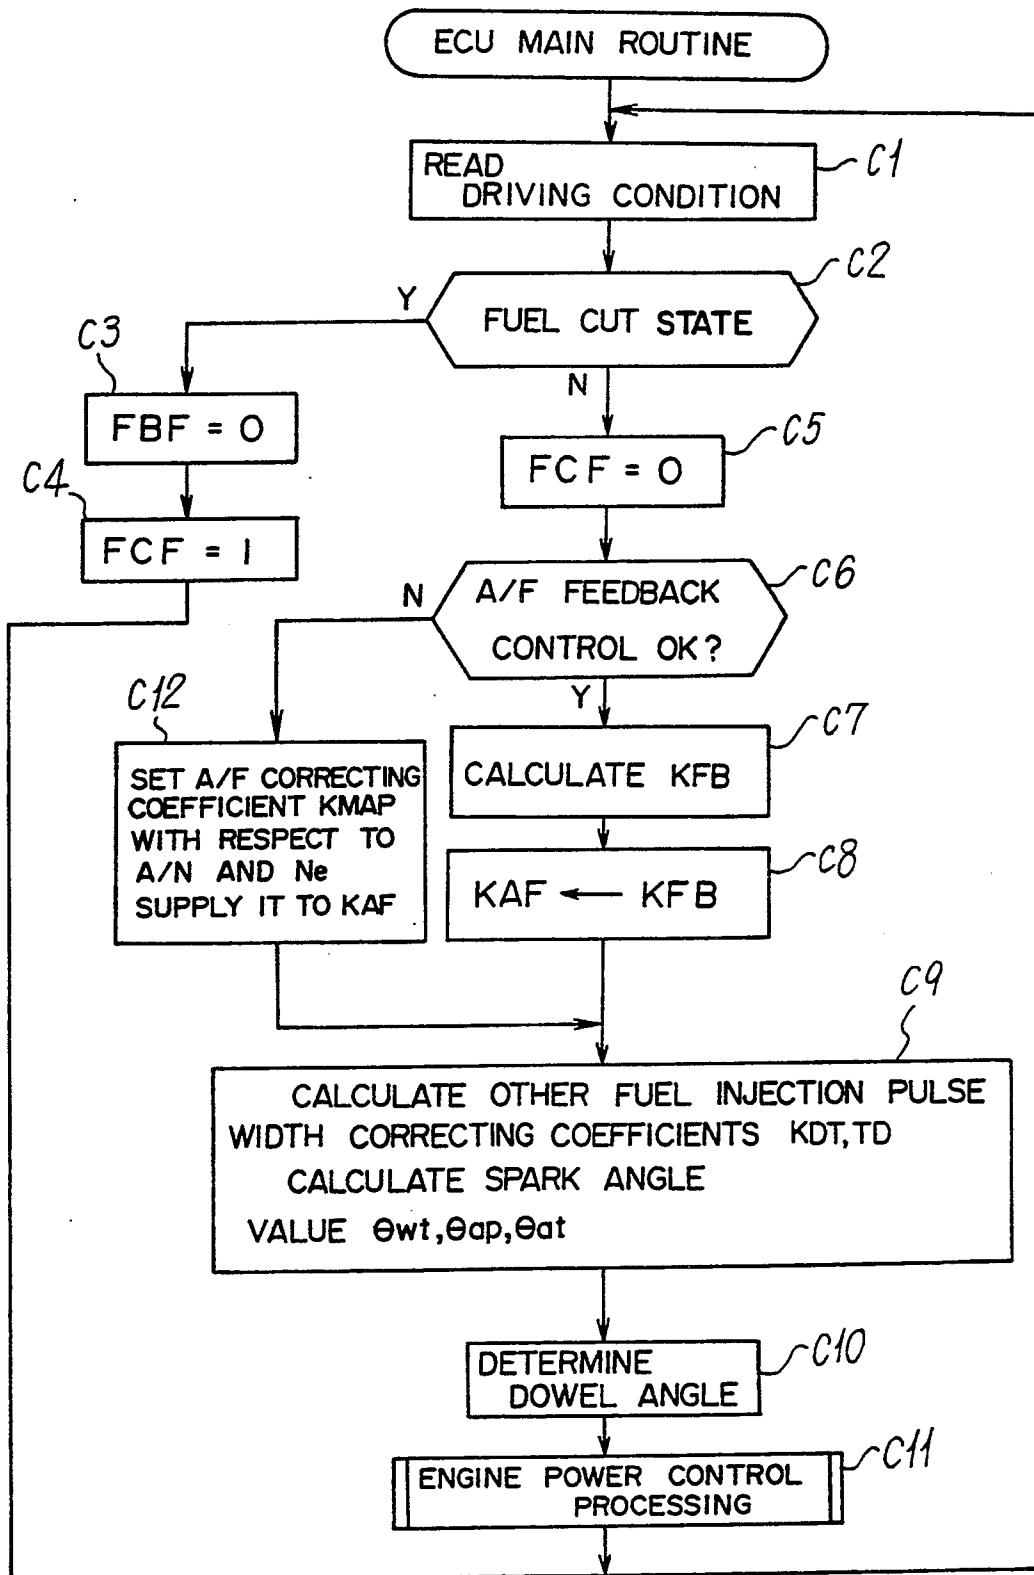 ECU MAIN ROUTINE
READ
DRIVING CONDITION
C1
C2
Y
FUEL CUT STATE
C3
N
FBF = 0
C5
FCF = 0
C4
FCF = 1
C6
N
A/F FEEDBACK
CONTROL OK?
Y
C12
C7
SET A/F CORRECTING
COEFFICIENT KMAP
WITH RESPECT TO
A/N AND Ne
SUPPLY IT TO KAF
CALCULATE KFB
C8
KAF ← KFB
C9
CALCULATE OTHER FUEL INJECTION PULSE
WIDTH CORRECTING COEFFICIENTS KDT,TD
CALCULATE SPARK ANGLE
VALUE θwt,θap,θat
C10
DETERMINE
DOWEL ANGLE
C11
ENGINE POWER CONTROL
PROCESSING